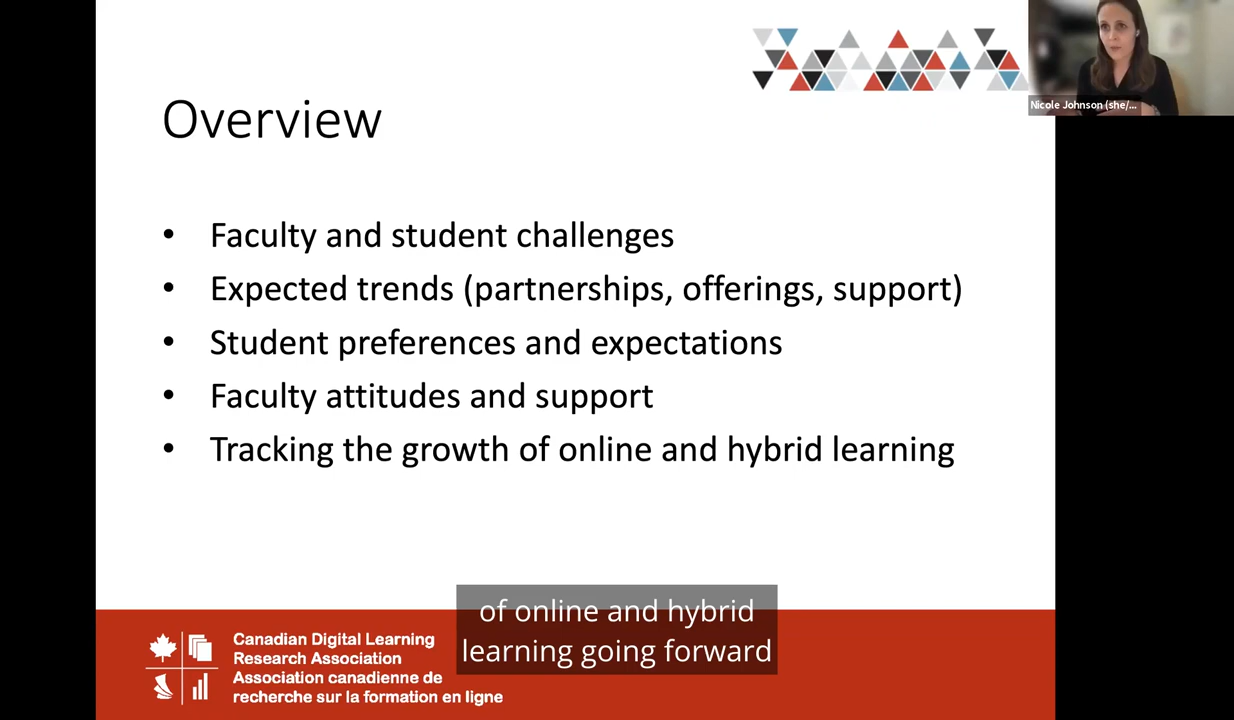 Nicole Johnson (she/...
Overview
• Faculty and student challenges
• Expected trends (partnerships, offerings, support)
• Student preferences and expectations
• Faculty attitudes and support
• Tracking the growth of online and hybrid learning
of online and hybrid
learning going forward
Canadian Digital Learning
Research Association
Association canadienne de
recherche sur la formation en ligne